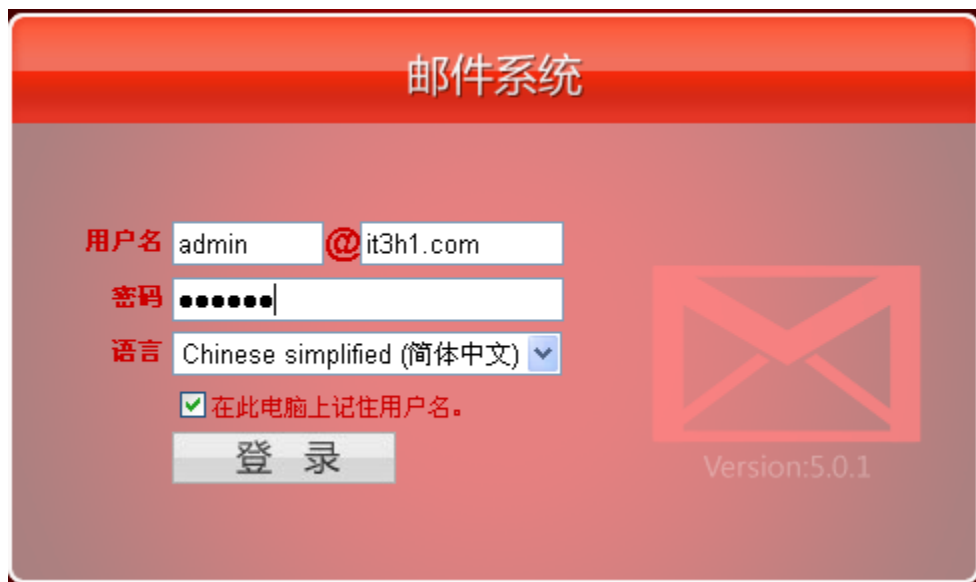 邮件系统
用户名 admin @ it3h1.com
密码 ●●●●●●
语言 Chinese simplified (简体中文)
在此电脑上记住用户名。
登 录
Version:5.0.1